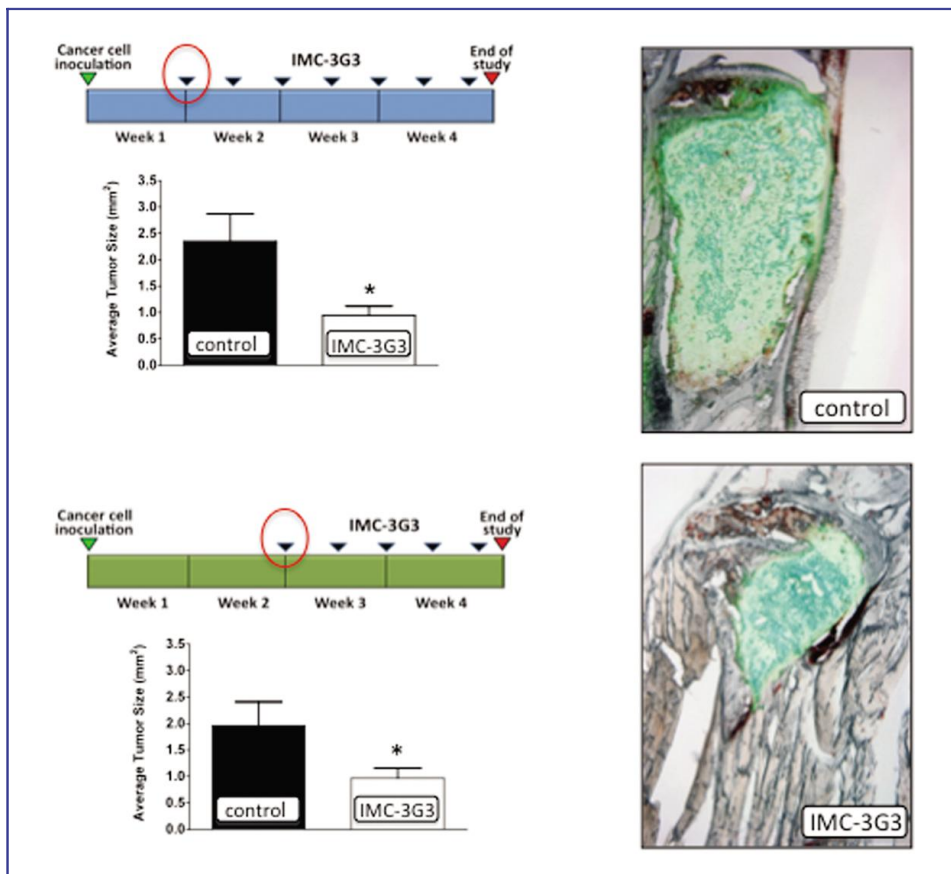 Cancer cell
inoculation
IMC-3G3
End of
study
Week 1 Week 2 Week 3 Week 4
Average Tumor Size (mm²)
3.5
3.0
2.5
2.0
1.5
1.0
0.5
0.0
*
control
IMC-3G3
control
Cancer cell
inoculation
IMC-3G3
End of
study
Week 1 Week 2 Week 3 Week 4
Average Tumor Size (mm²)
3.5
3.0
2.5
2.0
1.5
1.0
0.5
0.0
*
control
IMC-3G3
IMC-3G3